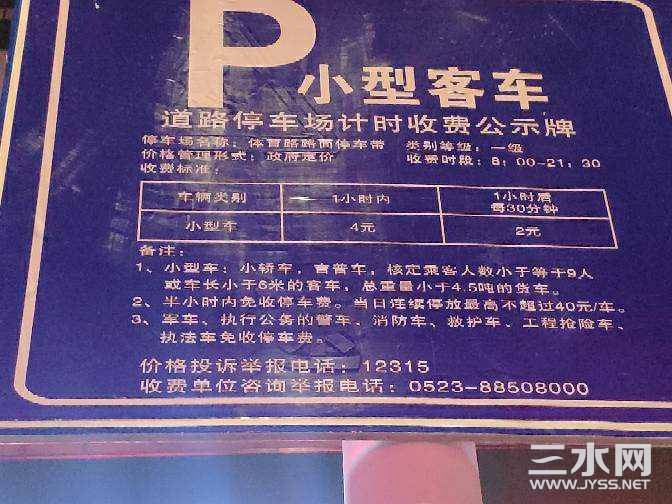 P 小型客车
道路停车场计时收费公示牌
停车场名称：体育路路面停车带 类别等级：一级
价格管理形式：政府定价 收费时段：8：00-21：30
收费标准：
车辆类别 1小时内 1小时后 每30分钟
小型车 4元 2元
备注：
1、小型车：小轿车，吉普车，核定乘客人数小于等于9人
或车长小于6米的客车，总重量小于4.5吨的货车。
2、半小时内免收停车费。当日连续停放最高不超过40元/车。
3、军车、执行公务的警车、消防车、救护车、工程抢险车、
执法车免收停车费。
价格投诉举报电话：12315
收费单位咨询举报电话：0523-88508000
三水网
WWW.JYSS.NET